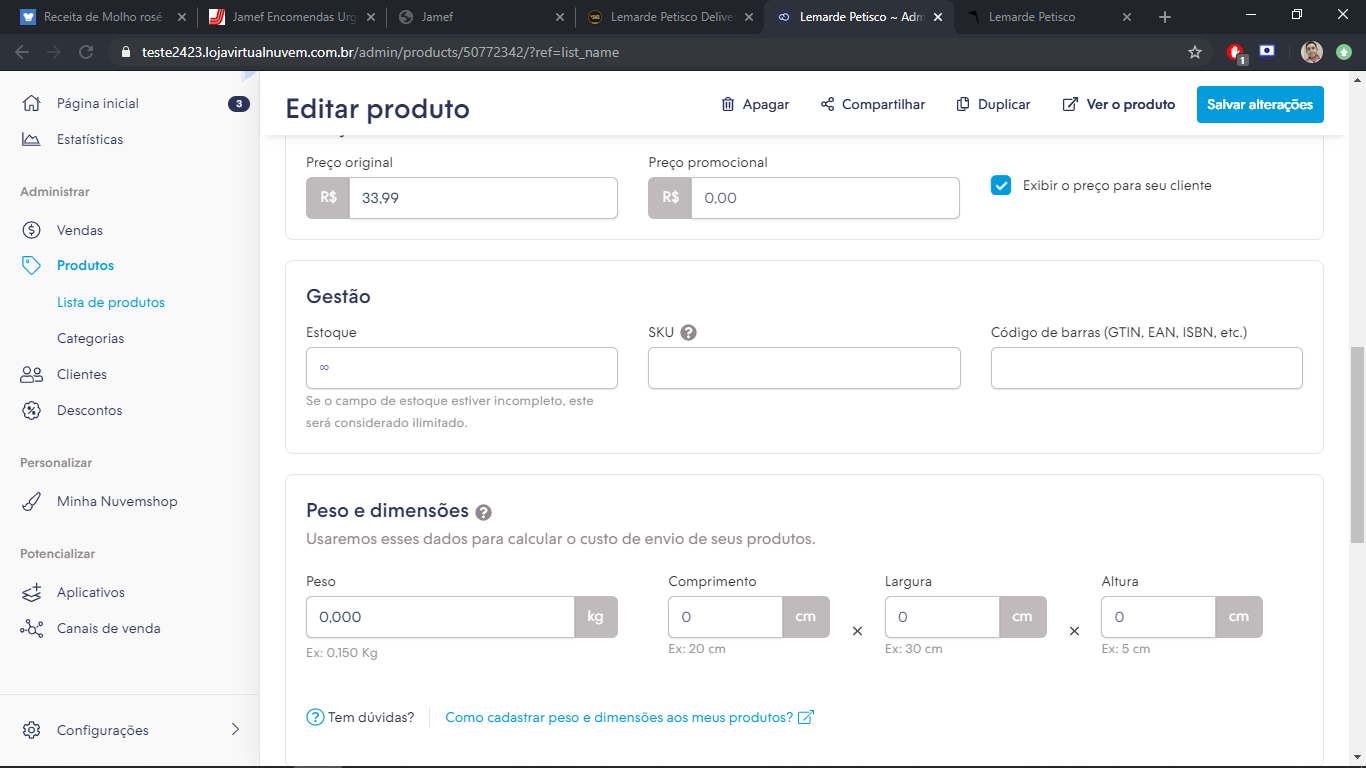 Receita de Molho rosé
Jamef Encomendas Urg
Jamef
Lemarde Petisco Deliver
Lemarde Petisco ~ Adm
Lemarde Petisco
teste2423.lojavirtualnuvem.com.br/admin/products/50772342/?ref=list_name
1
Página inicial
3
Estatísticas
Administrar
Vendas
Produtos
Lista de produtos
Categorias
Clientes
Descontos
Personalizar
Minha Nuvemshop
Potencializar
Aplicativos
Canais de venda
Configurações
Editar produto
Apagar
Compartilhar
Duplicar
Ver o produto
Salvar alterações
Preço original
Preço promocional
R$ 33,99
R$ 0,00
Exibir o preço para seu cliente
Gestão
Estoque
SKU ?
Código de barras (GTIN, EAN, ISBN, etc.)
∞
Se o campo de estoque estiver incompleto, este
será considerado ilimitado.
Peso e dimensões ?
Usaremos esses dados para calcular o custo de envio de seus produtos.
Peso
Comprimento
Largura
Altura
0,000 kg
0 cm × 0 cm × 0 cm
Ex: 0,150 Kg
Ex: 20 cm
Ex: 30 cm
Ex: 5 cm
? Tem dúvidas?
Como cadastrar peso e dimensões aos meus produtos?